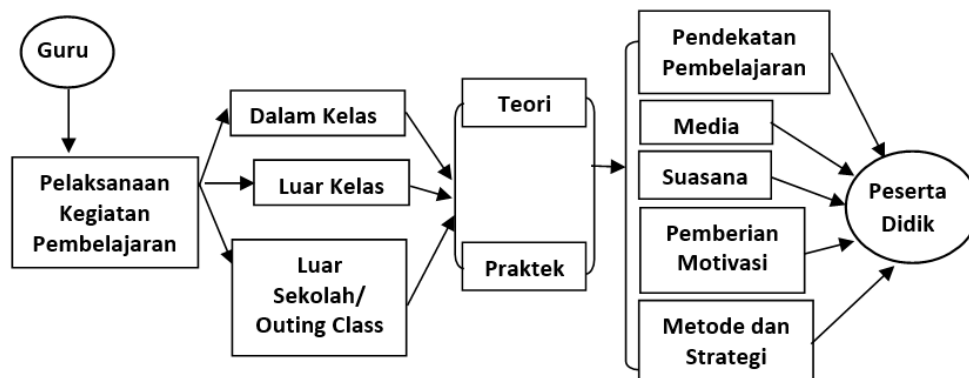 Guru
Pelaksanaan
Kegiatan
Pembelajaran
Dalam Kelas
Luar Kelas
Luar
Sekolah/
Outing Class
Teori
Praktek
Pendekatan
Pembelajaran
Media
Suasana
Pemberian
Motivasi
Metode dan
Strategi
Peserta
Didik